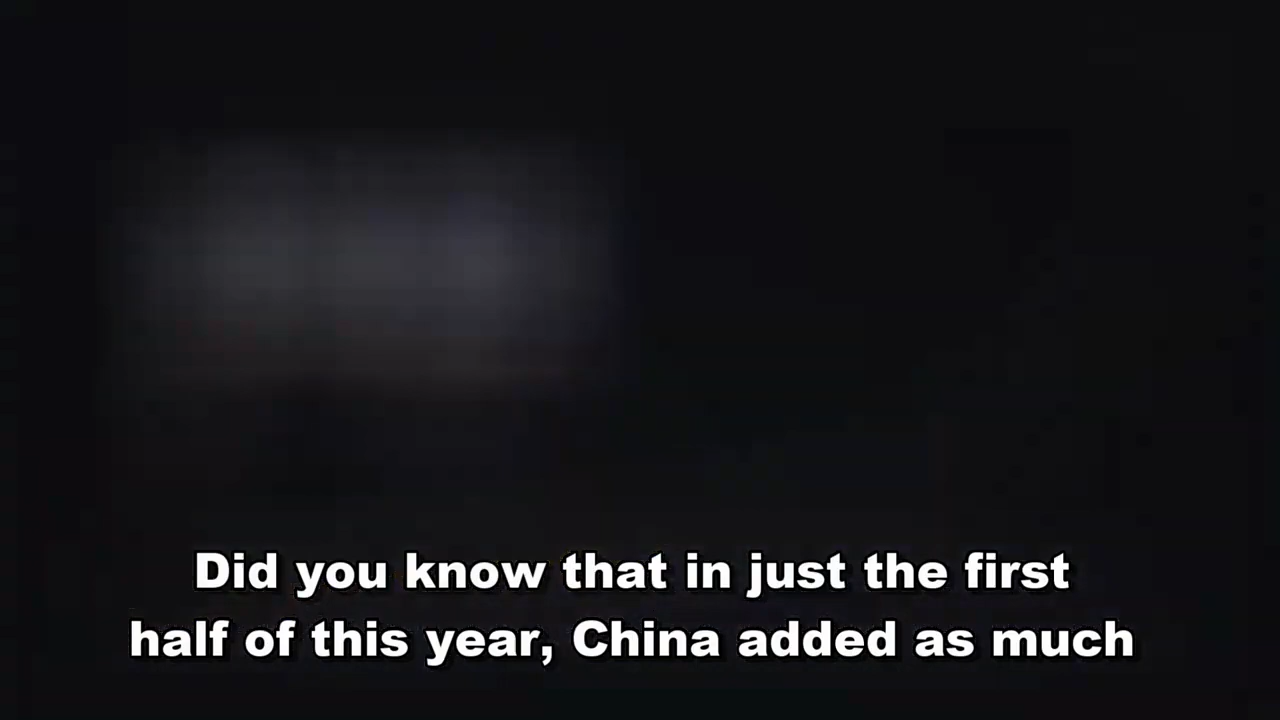 Did you know that in just the first
half of this year, China added as much